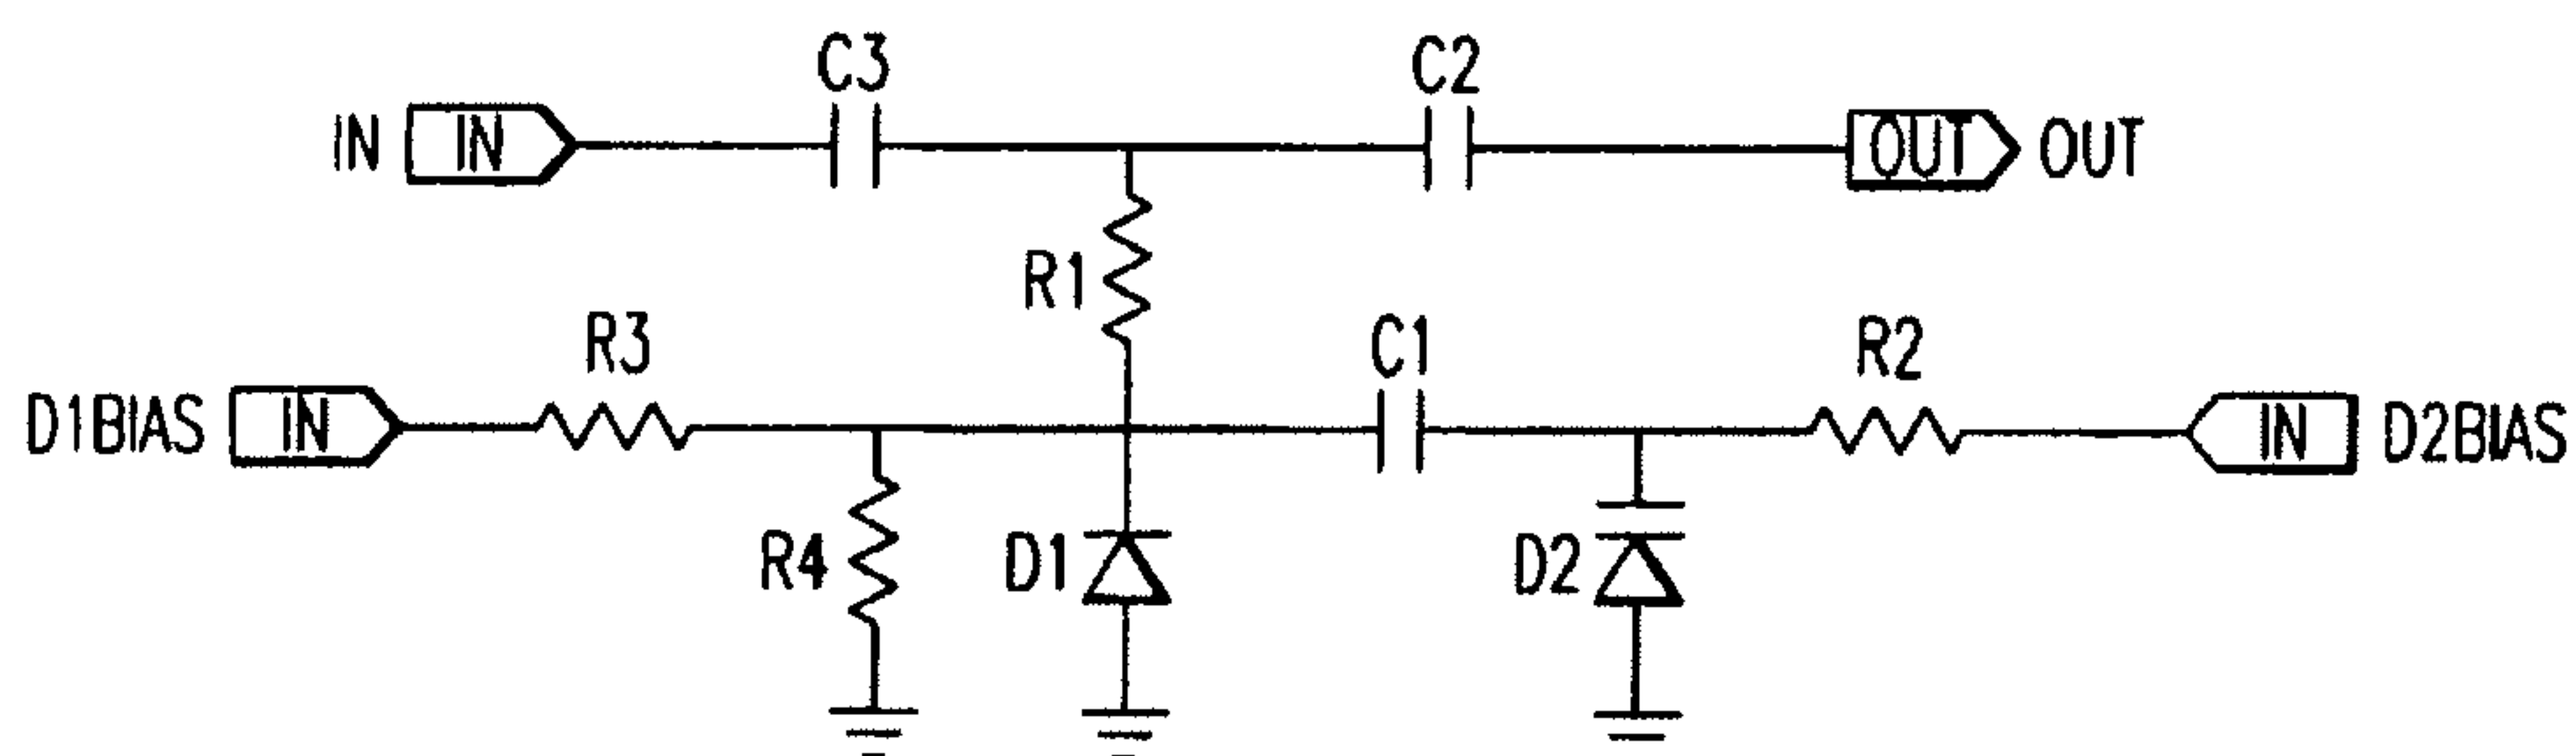 C3 C2
IN IN OUT OUT
R1
R3 C1 R2
D1BIAS IN IN D2BIAS
R4 D1 D2